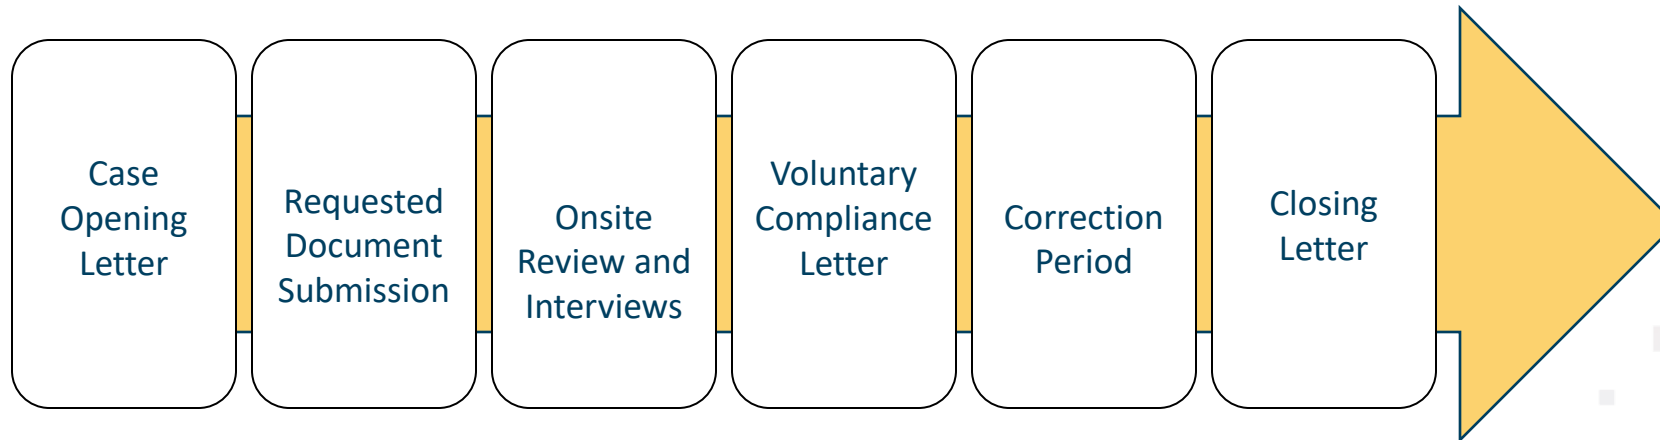 Case
Opening
Letter
Requested
Document
Submission
Onsite
Review and
Interviews
Voluntary
Compliance
Letter
Correction
Period
Closing
Letter